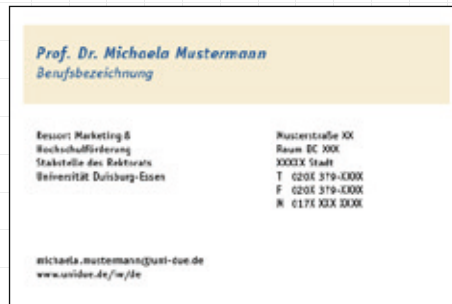 Prof. Dr. Michaela Mustermann
Berufsbezeichnung
Ressort Marketing &
Hochschulförderung
Stabstelle des Rektorats
Universität Duisburg-Essen
Musterstraße XX
Raum BC XXX
XXXXX Stadt
T 020X 379-XXXX
F 020X 379-XXXX
M 017X XXX XXXX
michaela.mustermann@uni-due.de
www.unidue.de/iw/de